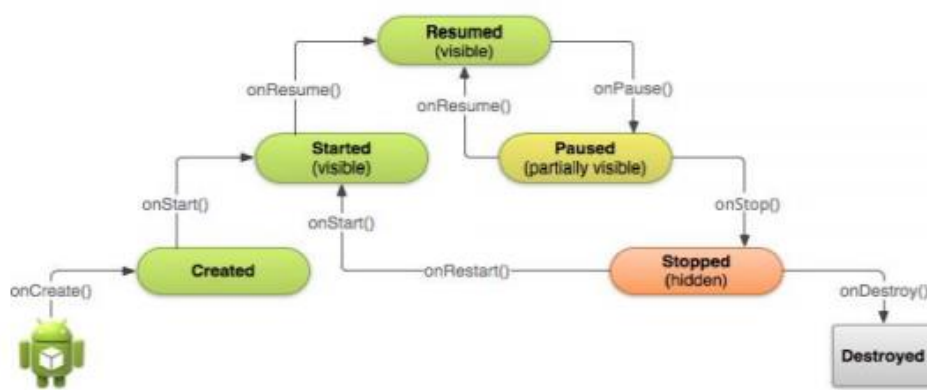 Resumed
(visible)
onResume()
onResume()
onPause()
Started
(visible)
Paused
(partially visible)
onStart()
onStart()
onStop()
Created
onRestart()
Stopped
(hidden)
onCreate()
onDestroy()
Destroyed